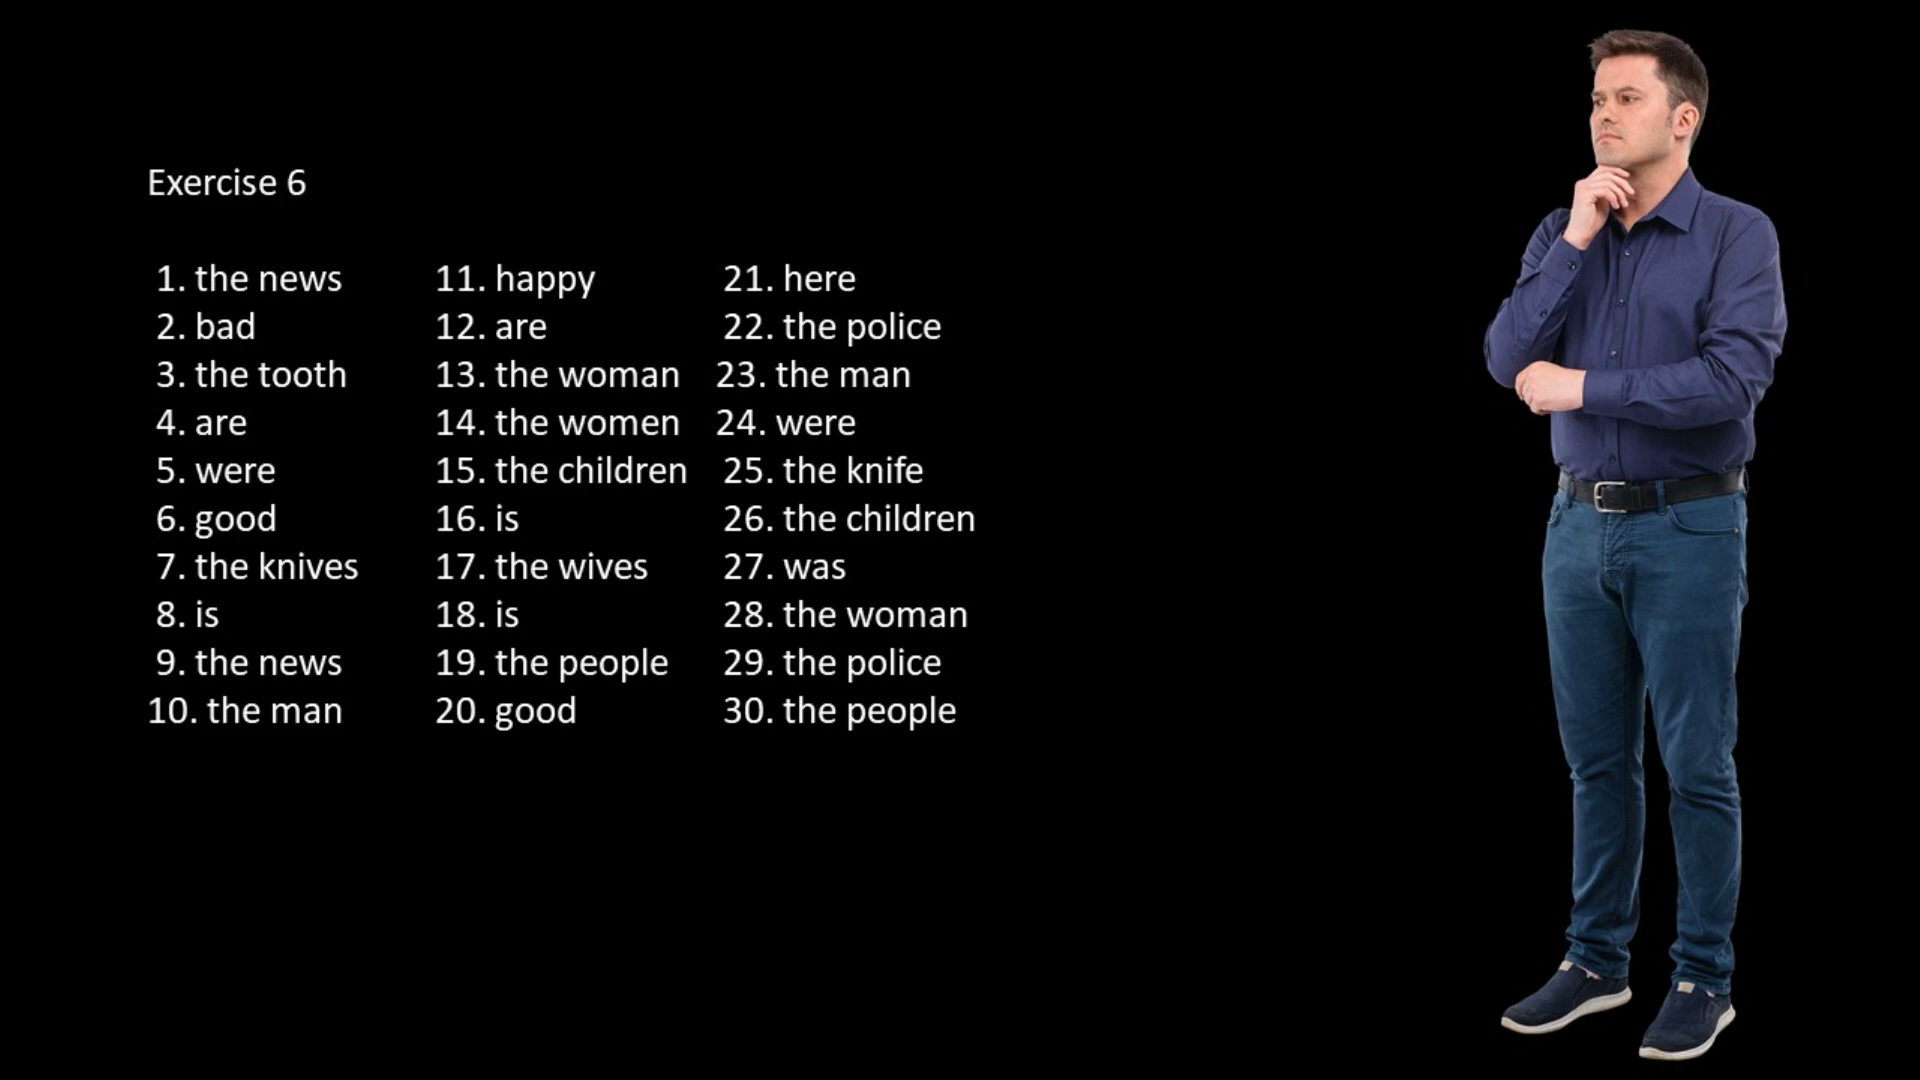 Exercise 6
1. the news
2. bad
3. the tooth
4. are
5. were
6. good
7. the knives
8. is
9. the news
10. the man
11. happy
12. are
13. the woman
14. the women
15. the children
16. is
17. the wives
18. is
19. the people
20. good
21. here
22. the police
23. the man
24. were
25. the knife
26. the children
27. was
28. the woman
29. the police
30. the people